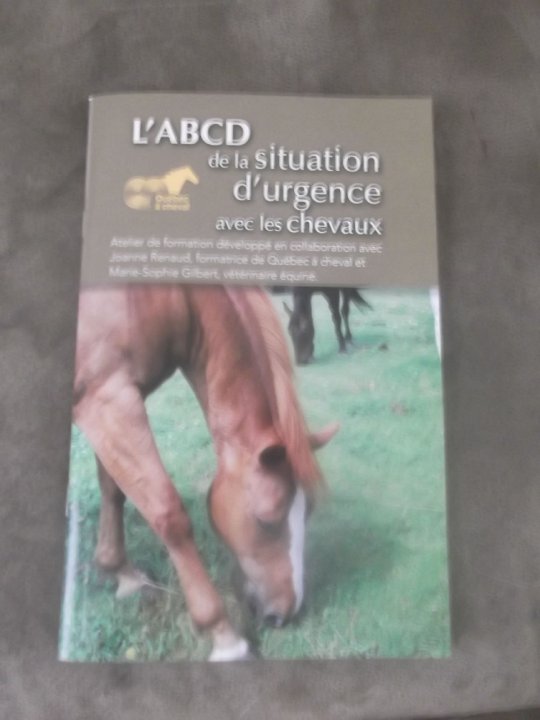 L'ABCD
de la situation
d'urgence
avec les chevaux
Québec
à cheval
Atelier de formation développé en collaboration avec
Joanne Renaud, formatrice de Québec à cheval et
Marie-Sophie Gilbert, vétérinaire équine.